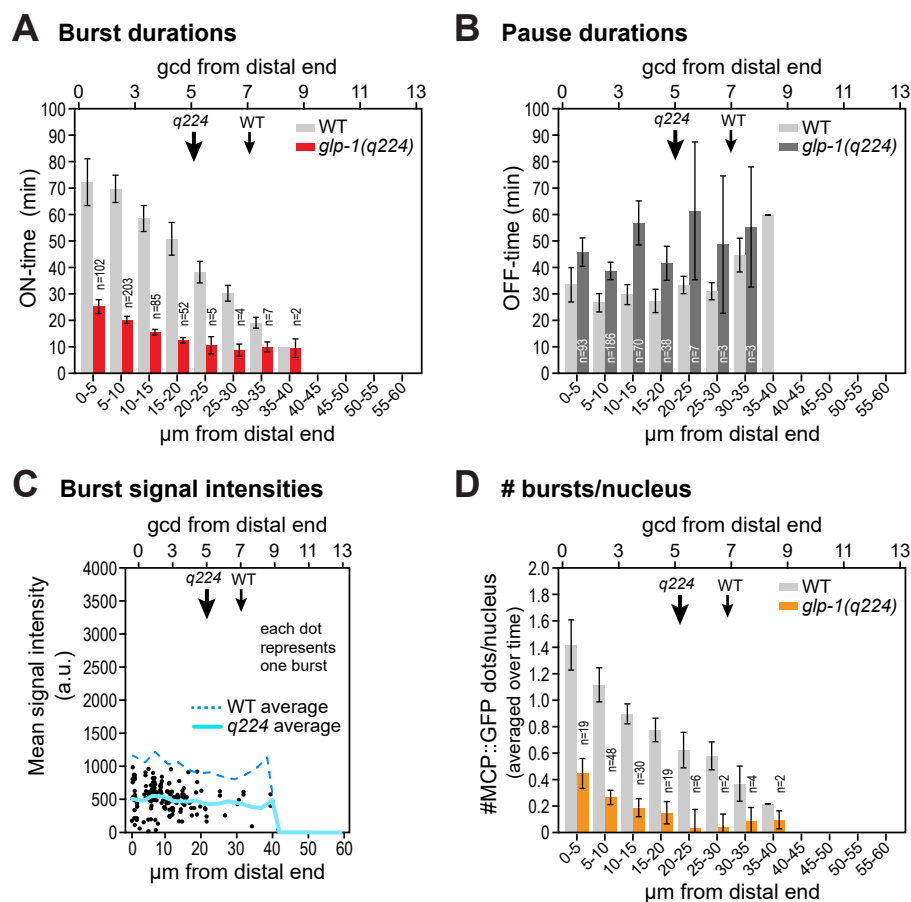 A Burst durations
gcd from distal end
0 3 5 7 9 11 13
q224
WT
WT
glp-1(q224)
ON-time (min)
100
90
80
70
60
50
40
30
20
10
0
n=102
n=203
n=85
n=52
n=5
n=4
n=7
n=2
0-5 5-10 10-15 15-20 20-25 25-30 30-35 35-40 40-45 45-50 50-55 55-60
µm from distal end
B Pause durations
gcd from distal end
0 3 5 7 9 11 13
q224
WT
WT
glp-1(q224)
OFF-time (min)
100
90
80
70
60
50
40
30
20
10
0
n=93
n=186
n=70
n=38
n=7
n=3
n=3
0-5 5-10 10-15 15-20 20-25 25-30 30-35 35-40 40-45 45-50 50-55 55-60
µm from distal end
C Burst signal intensities
gcd from distal end
0 3 5 7 9 11 13
q224
WT
each dot
represents
one burst
WT average
q224 average
Mean signal intensity
(a.u.)
4000
3500
3000
2500
2000
1500
1000
500
0
0 10 20 30 40 50 60
µm from distal end
D # bursts/nucleus
gcd from distal end
0 3 5 7 9 11 13
q224
WT
WT
glp-1(q224)
#MCP::GFP dots/nucleus
(averaged over time)
2.0
1.8
1.6
1.4
1.2
1.0
0.8
0.6
0.4
0.2
0
n=19
n=48
n=30
n=19
n=6
n=2
n=4
n=2
0-5 5-10 10-15 15-20 20-25 25-30 30-35 35-40 40-45 45-50 50-55 55-60
µm from distal end